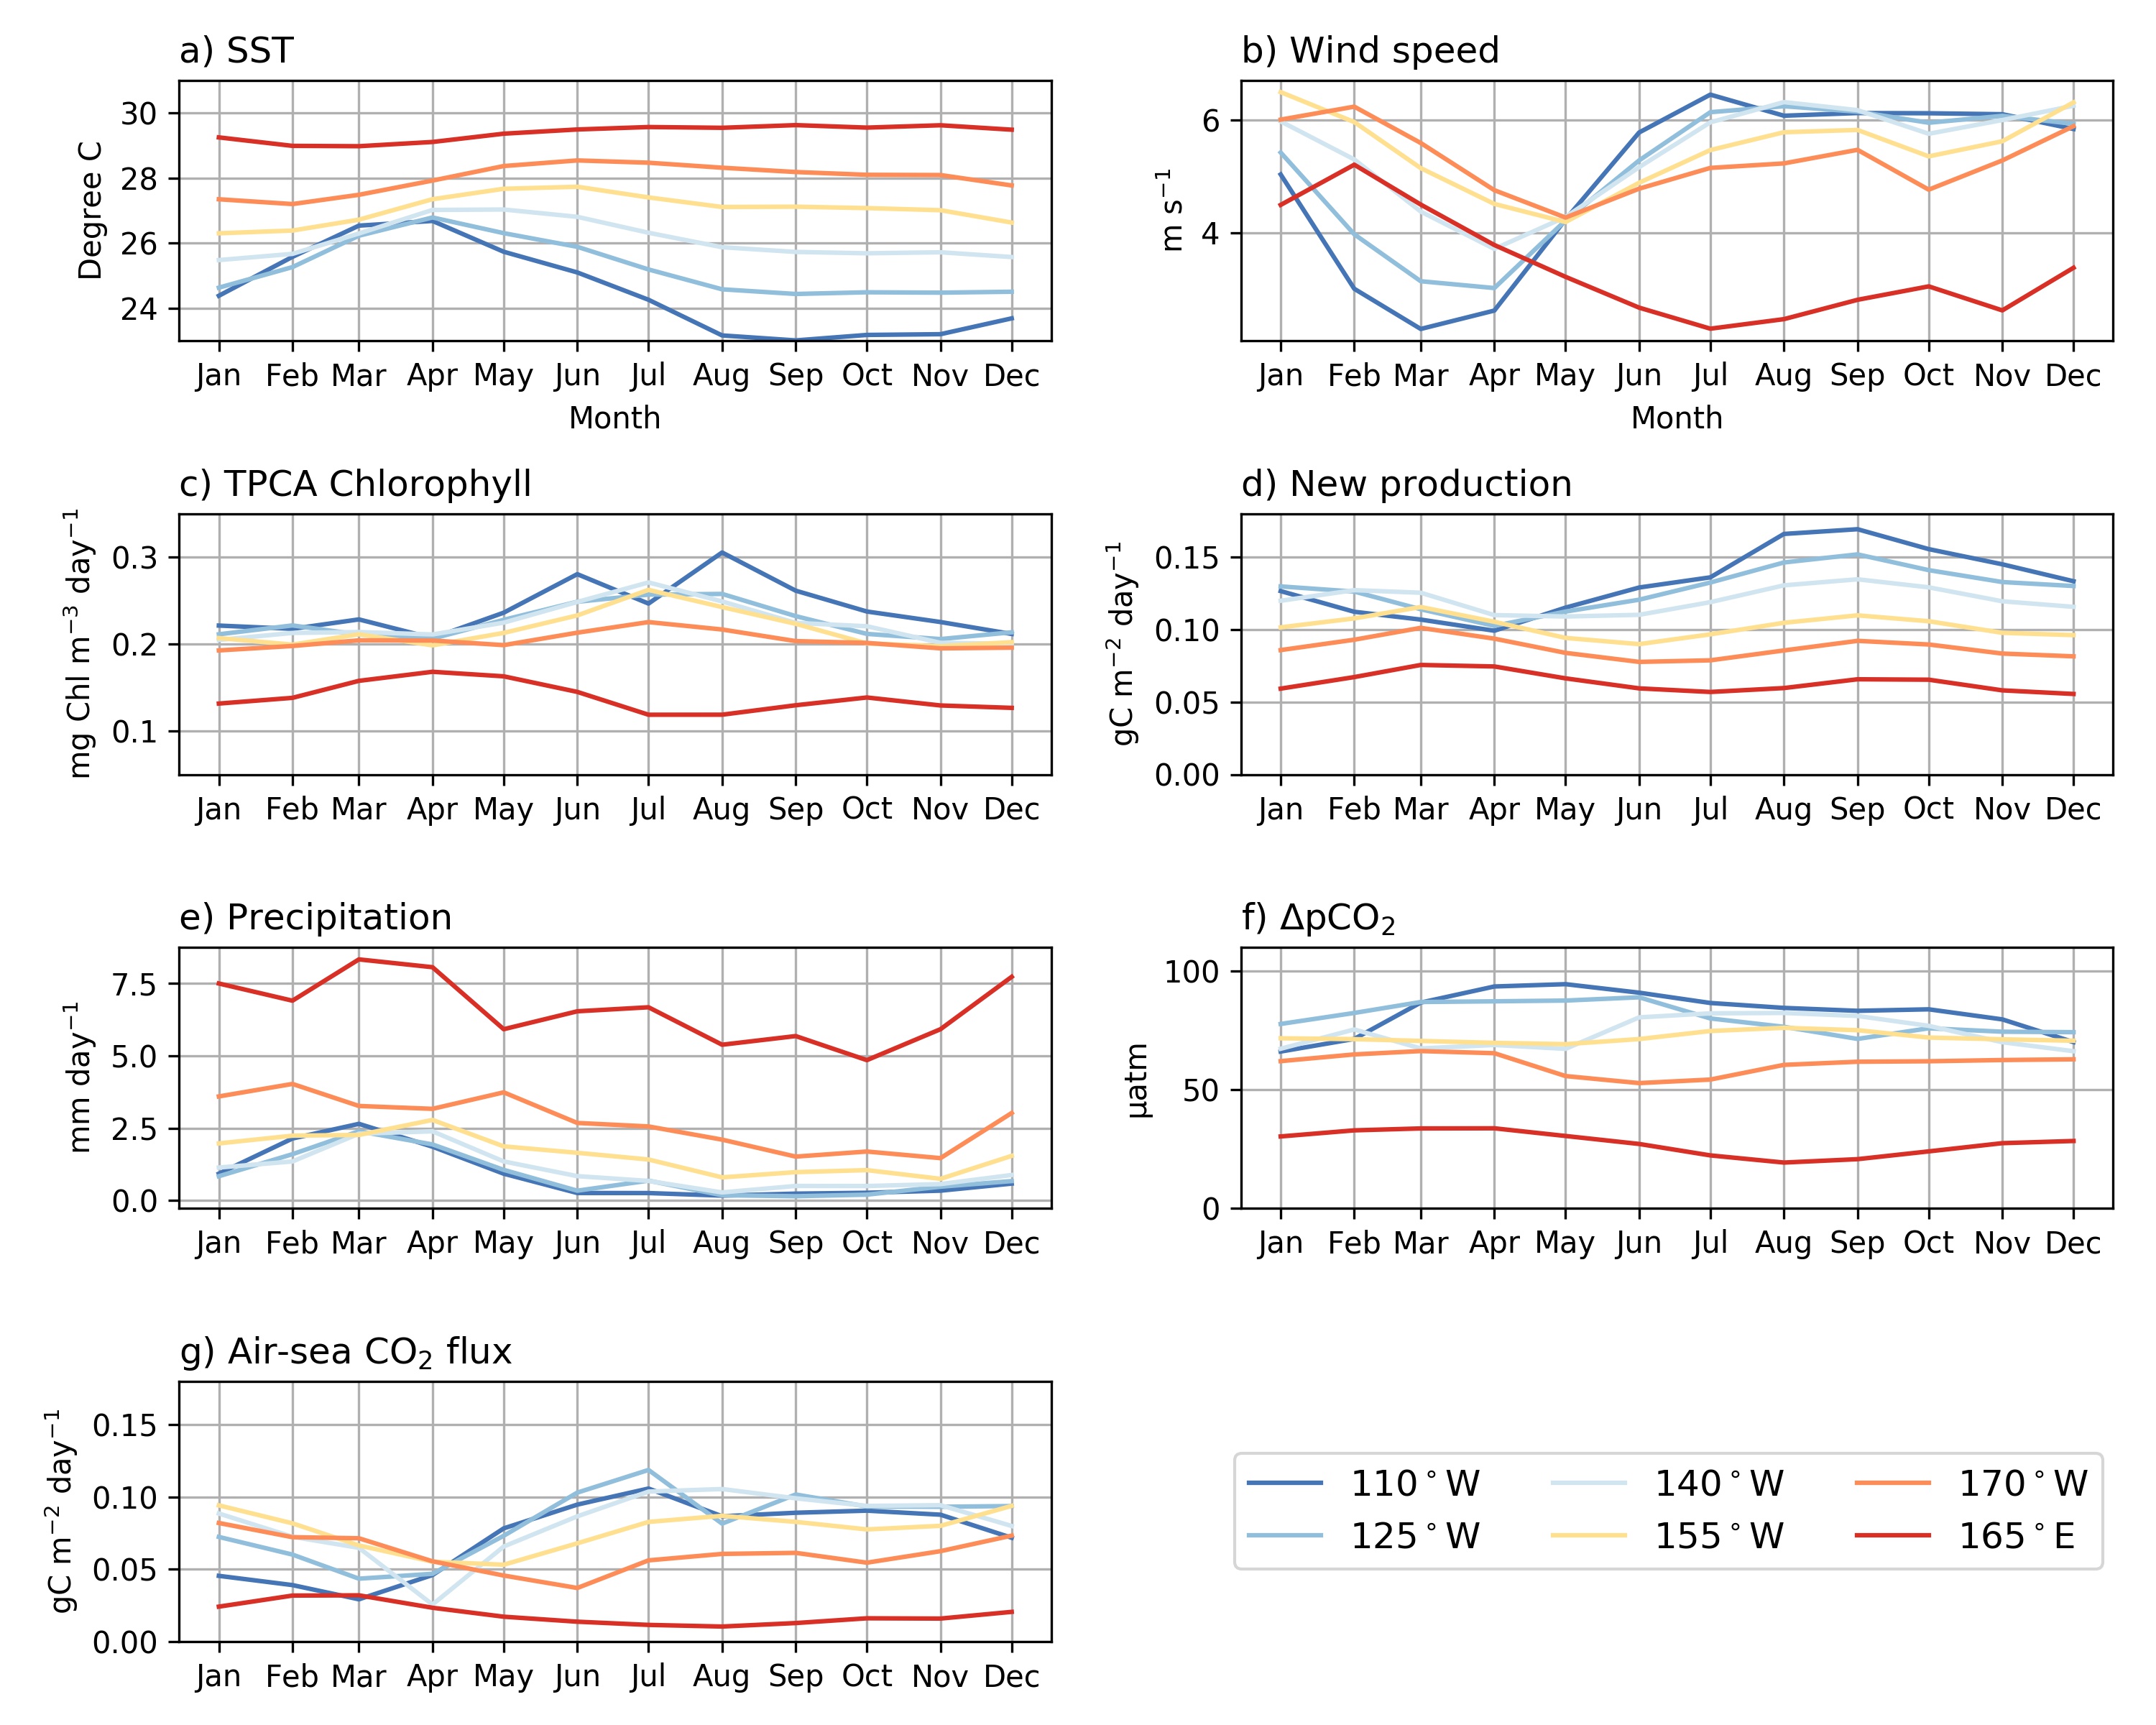 a) SST
30
28
26
24
Degree C
Jan Feb Mar Apr May Jun Jul Aug Sep Oct Nov Dec
Month
b) Wind speed
6
4
m s⁻¹
Jan Feb Mar Apr May Jun Jul Aug Sep Oct Nov Dec
Month
c) TPCA Chlorophyll
0.3
0.2
0.1
mg Chl m⁻³ day⁻¹
Jan Feb Mar Apr May Jun Jul Aug Sep Oct Nov Dec
d) New production
0.15
0.10
0.05
0.00
gC m⁻² day⁻¹
Jan Feb Mar Apr May Jun Jul Aug Sep Oct Nov Dec
e) Precipitation
7.5
5.0
2.5
0.0
mm day⁻¹
Jan Feb Mar Apr May Jun Jul Aug Sep Oct Nov Dec
f) ΔpCO₂
100
50
0
μatm
Jan Feb Mar Apr May Jun Jul Aug Sep Oct Nov Dec
g) Air-sea CO₂ flux
0.15
0.10
0.05
0.00
gC m⁻² day⁻¹
Jan Feb Mar Apr May Jun Jul Aug Sep Oct Nov Dec
110°W 140°W 170°W
125°W 155°W 165°E